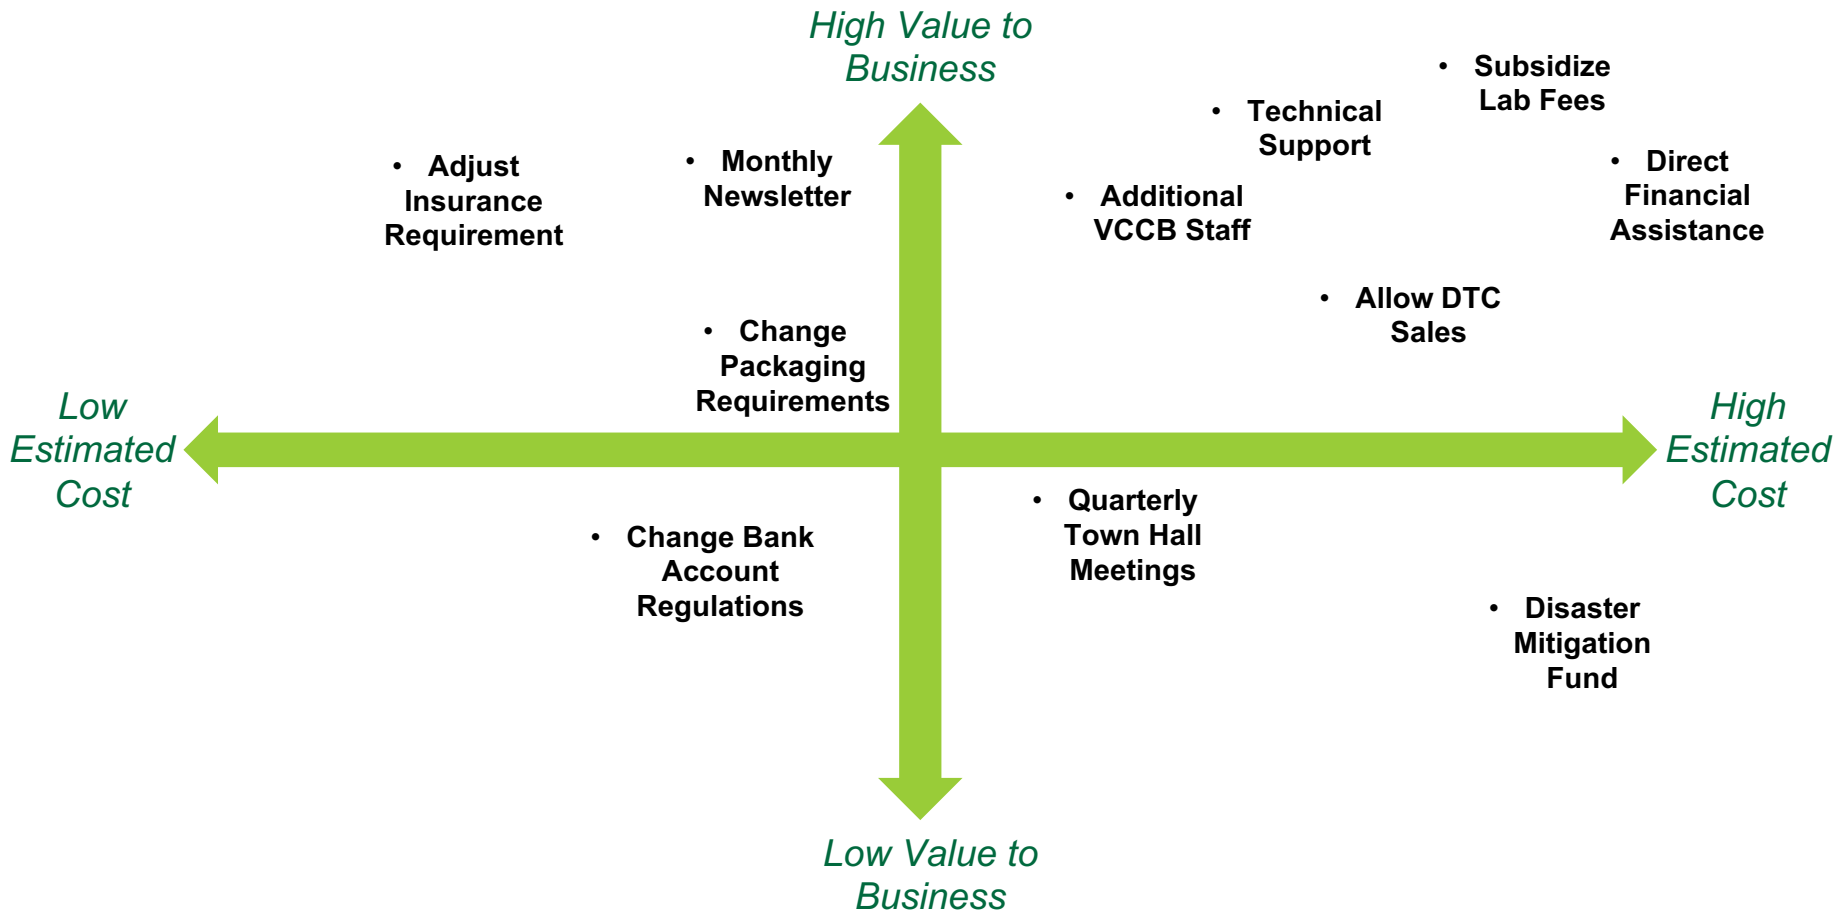 High Value to
Business
• Subsidize
Lab Fees
• Technical
Support
• Adjust
Insurance
Requirement
• Monthly
Newsletter
• Additional
VCCB Staff
• Direct
Financial
Assistance
• Allow DTC
Sales
• Change
Packaging
Requirements
Low
Estimated
Cost
High
Estimated
Cost
• Change Bank
Account
Regulations
• Quarterly
Town Hall
Meetings
• Disaster
Mitigation
Fund
Low Value to
Business